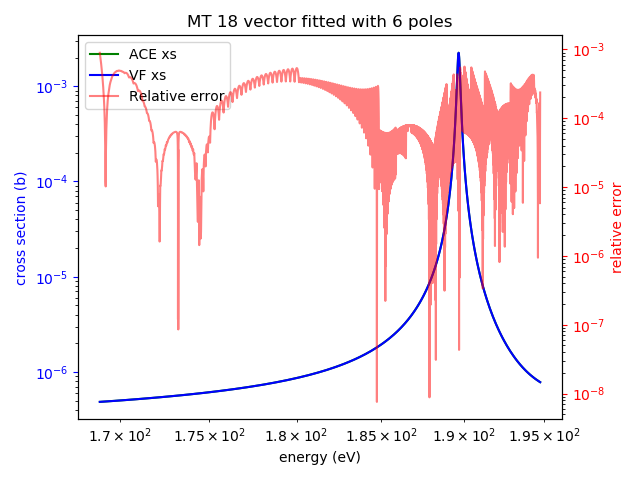 MT 18 vector fitted with 6 poles
ACE xs
VF xs
Relative error
10⁻³
10⁻⁴
10⁻⁵
10⁻⁶
cross section (b)
10⁻³
10⁻⁴
10⁻⁵
10⁻⁶
10⁻⁷
10⁻⁸
relative error
1.7 × 10² 1.75 × 10² 1.8 × 10² 1.85 × 10² 1.9 × 10² 1.95 × 10²
energy (eV)